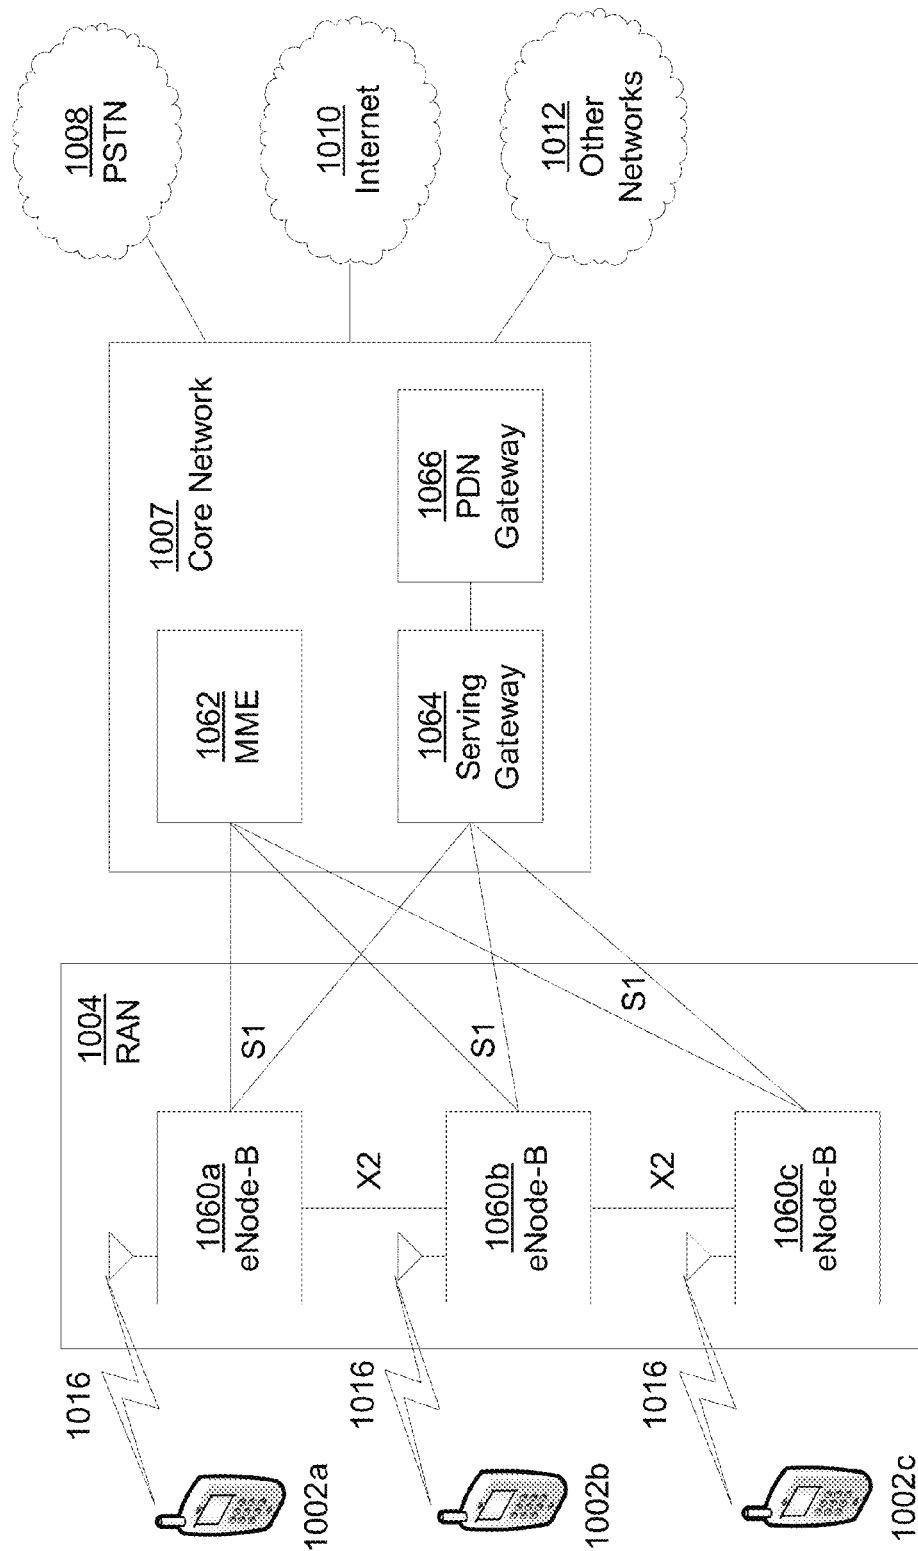 1002a
1016
1060a
eNode-B
1004
RAN
S1
X2
1002b
1016
1060b
eNode-B
S1
X2
1002c
1016
1060c
eNode-B
S1
1007
Core Network
1062
MME
1064
Serving
Gateway
1066
PDN
Gateway
1008
PSTN
1010
Internet
1012
Other
Networks